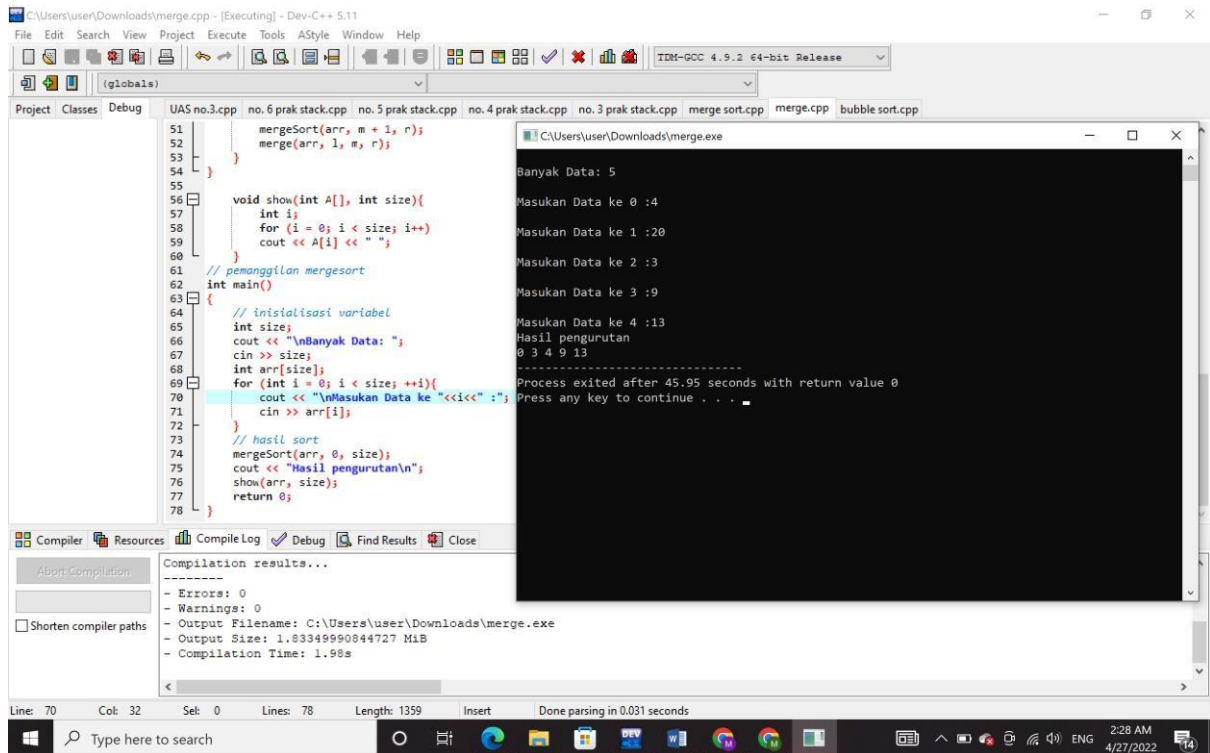 C:\Users\user\Downloads\merge.cpp - [Executing] - Dev-C++ 5.11
File Edit Search View Project Execute Tools AStyle Window Help
TDM-GCC 4.9.2 64-bit Release
(globals)
Project Classes Debug
UAS no.3.cpp no. 6 prak stack.cpp no. 5 prak stack.cpp no. 4 prak stack.cpp no. 3 prak stack.cpp merge sort.cpp merge.cpp bubble sort.cpp
51 mergeSort(arr, m + 1, r);
52 merge(arr, l, m, r);
53 }
54 }
55
56 void show(int A[], int size){
57 int i;
58 for (i = 0; i < size; i++)
59 cout << A[i] << " ";
60 }
61 // pemanggilan mergesort
62 int main()
63 {
64 // inisialisasi variabel
65 int size;
66 cout << "\nBanyak Data: ";
67 cin >> size;
68 int arr[size];
69 for (int i = 0; i < size; ++i){
70 cout << "\nMasukan Data ke "<<i<<" :";
71 cin >> arr[i];
72 }
73 // hasil sort
74 mergeSort(arr, 0, size);
75 cout << "Hasil pengurutan\n";
76 show(arr, size);
77 return 0;
78 }
C:\Users\user\Downloads\merge.exe
Banyak Data: 5
Masukan Data ke 0 :4
Masukan Data ke 1 :20
Masukan Data ke 2 :3
Masukan Data ke 3 :9
Masukan Data ke 4 :13
Hasil pengurutan
0 3 4 9 13
--------------------------------
Process exited after 45.95 seconds with return value 0
Press any key to continue . . .
Compiler Resources Compile Log Debug Find Results Close
Abort Compilation
Shorten compiler paths
Compilation results...
--------
- Errors: 0
- Warnings: 0
- Output Filename: C:\Users\user\Downloads\merge.exe
- Output Size: 1.83349990844727 MiB
- Compilation Time: 1.98s
Line: 70 Col: 32 Sel: 0 Lines: 78 Length: 1359 Insert Done parsing in 0.031 seconds
Type here to search
DEV
ENG
2:28 AM
4/27/2022
14